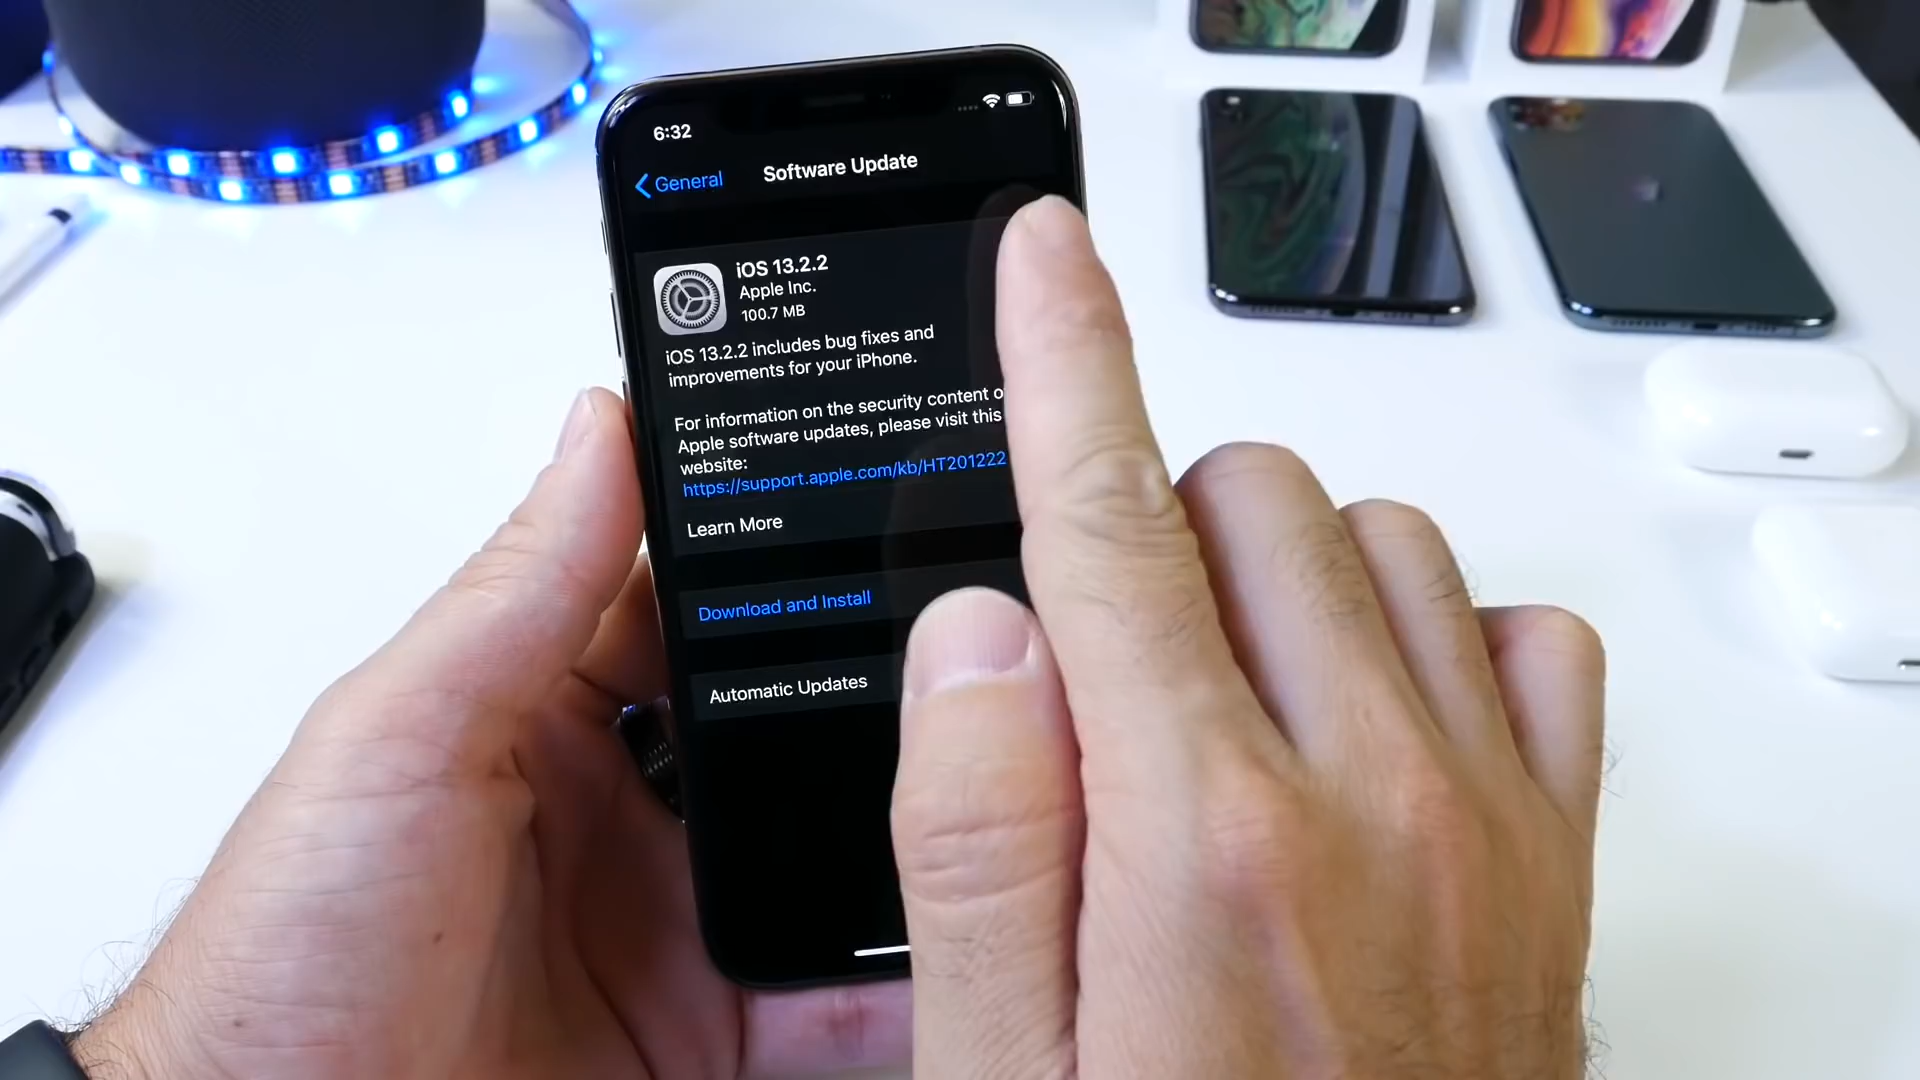 6:32
General
Software Update
iOS 13.2.2
Apple Inc.
100.7 MB
iOS 13.2.2 includes bug fixes and
improvements for your iPhone.
For information on the security content o
Apple software updates, please visit this
website:
https://support.apple.com/kb/HT201222
Learn More
Download and Install
Automatic Updates